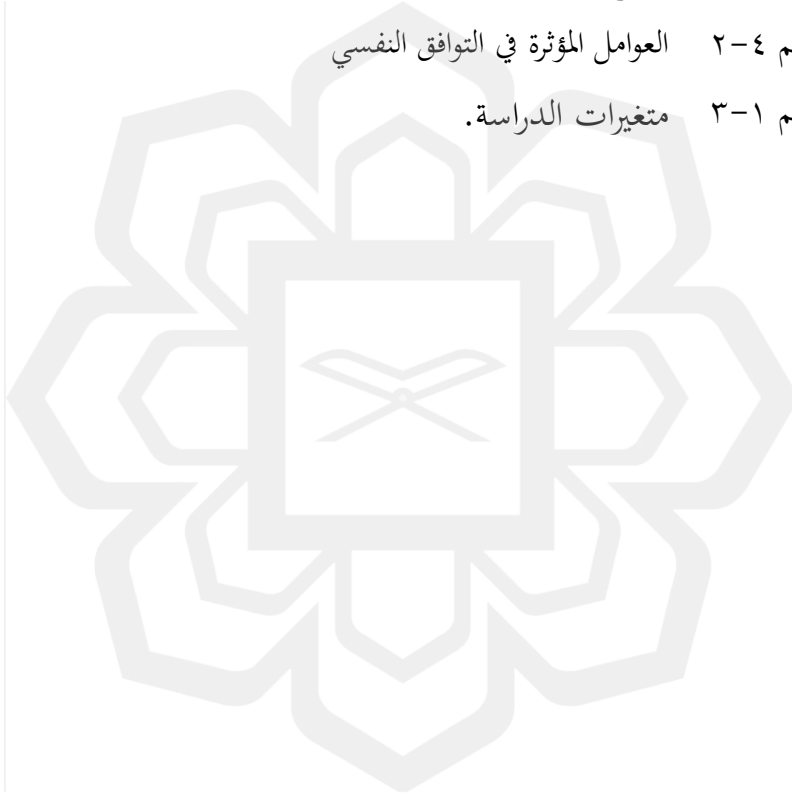 ٤-٢ العوامل المؤثرة في التوافق النفسي
١-٣ متغيرات الدراسة.